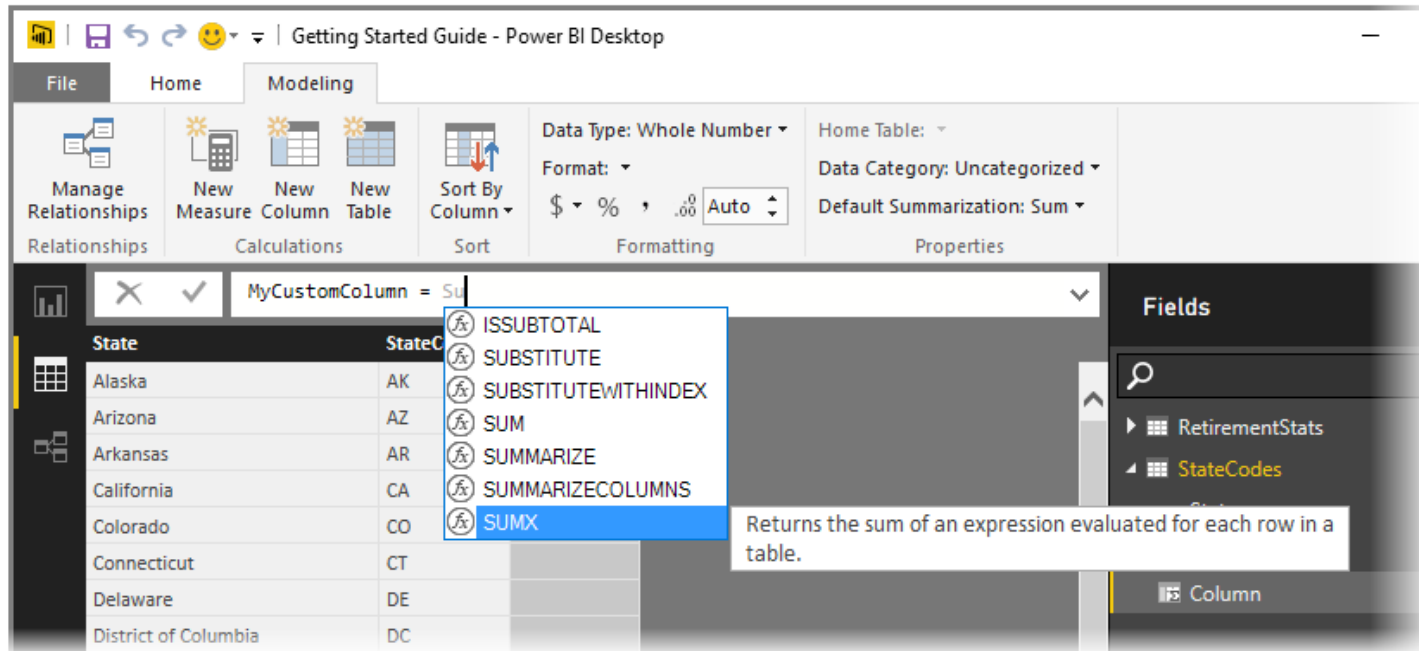 Getting Started Guide - Power BI Desktop
File Home Modeling
Manage Relationships
New Measure
New Column
New Table
Sort By Column
Data Type: Whole Number
Format:
$ % , .00 Auto
Home Table:
Data Category: Uncategorized
Default Summarization: Sum
Relationships Calculations Sort Formatting Properties
MyCustomColumn = Su
Fields
ISSUBTOTAL
SUBSTITUTE
SUBSTITUTEWITHINDEX
SUM
SUMMARIZE
SUMMARIZECOLUMNS
SUMX
Returns the sum of an expression evaluated for each row in a
table.
State StateC
Alaska AK
Arizona AZ
Arkansas AR
California CA
Colorado CO
Connecticut CT
Delaware DE
District of Columbia DC
RetirementStats
StateCodes
Column